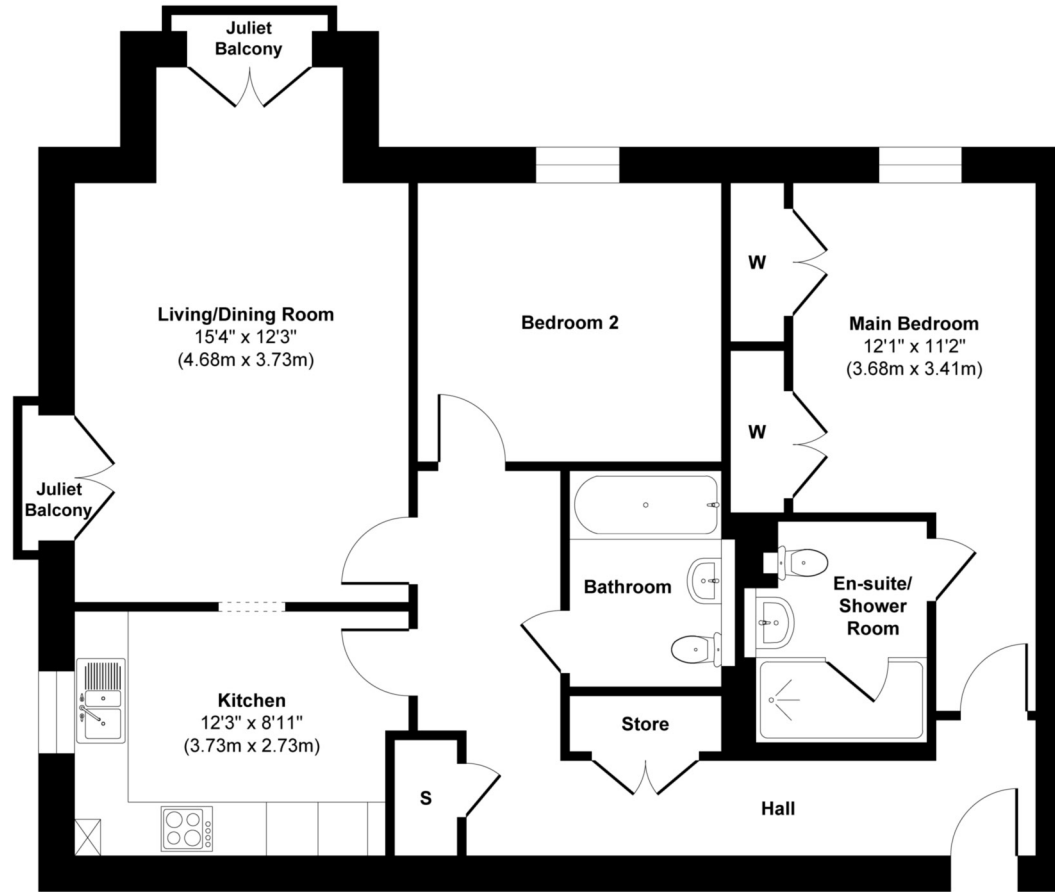 Juliet
Balcony
Living/Dining Room
15'4" x 12'3"
(4.68m x 3.73m)
Bedroom 2
W
Main Bedroom
12'1" x 11'2"
(3.68m x 3.41m)
W
Juliet
Balcony
Bathroom
En-suite/
Shower
Room
Kitchen
12'3" x 8'11"
(3.73m x 2.73m)
Store
S
Hall